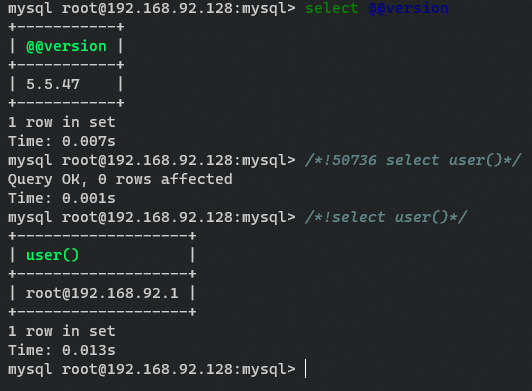 mysql root@192.168.92.128:mysql> select @@version
+-----------+
| @@version |
+-----------+
| 5.5.47    |
+-----------+
1 row in set
Time: 0.007s
mysql root@192.168.92.128:mysql> /*!50736 select user()*/
Query OK, 0 rows affected
Time: 0.001s
mysql root@192.168.92.128:mysql> /*!select user()*/
+-------------------+
| user()            |
+-------------------+
| root@192.168.92.1 |
+-------------------+
1 row in set
Time: 0.013s
mysql root@192.168.92.128:mysql>